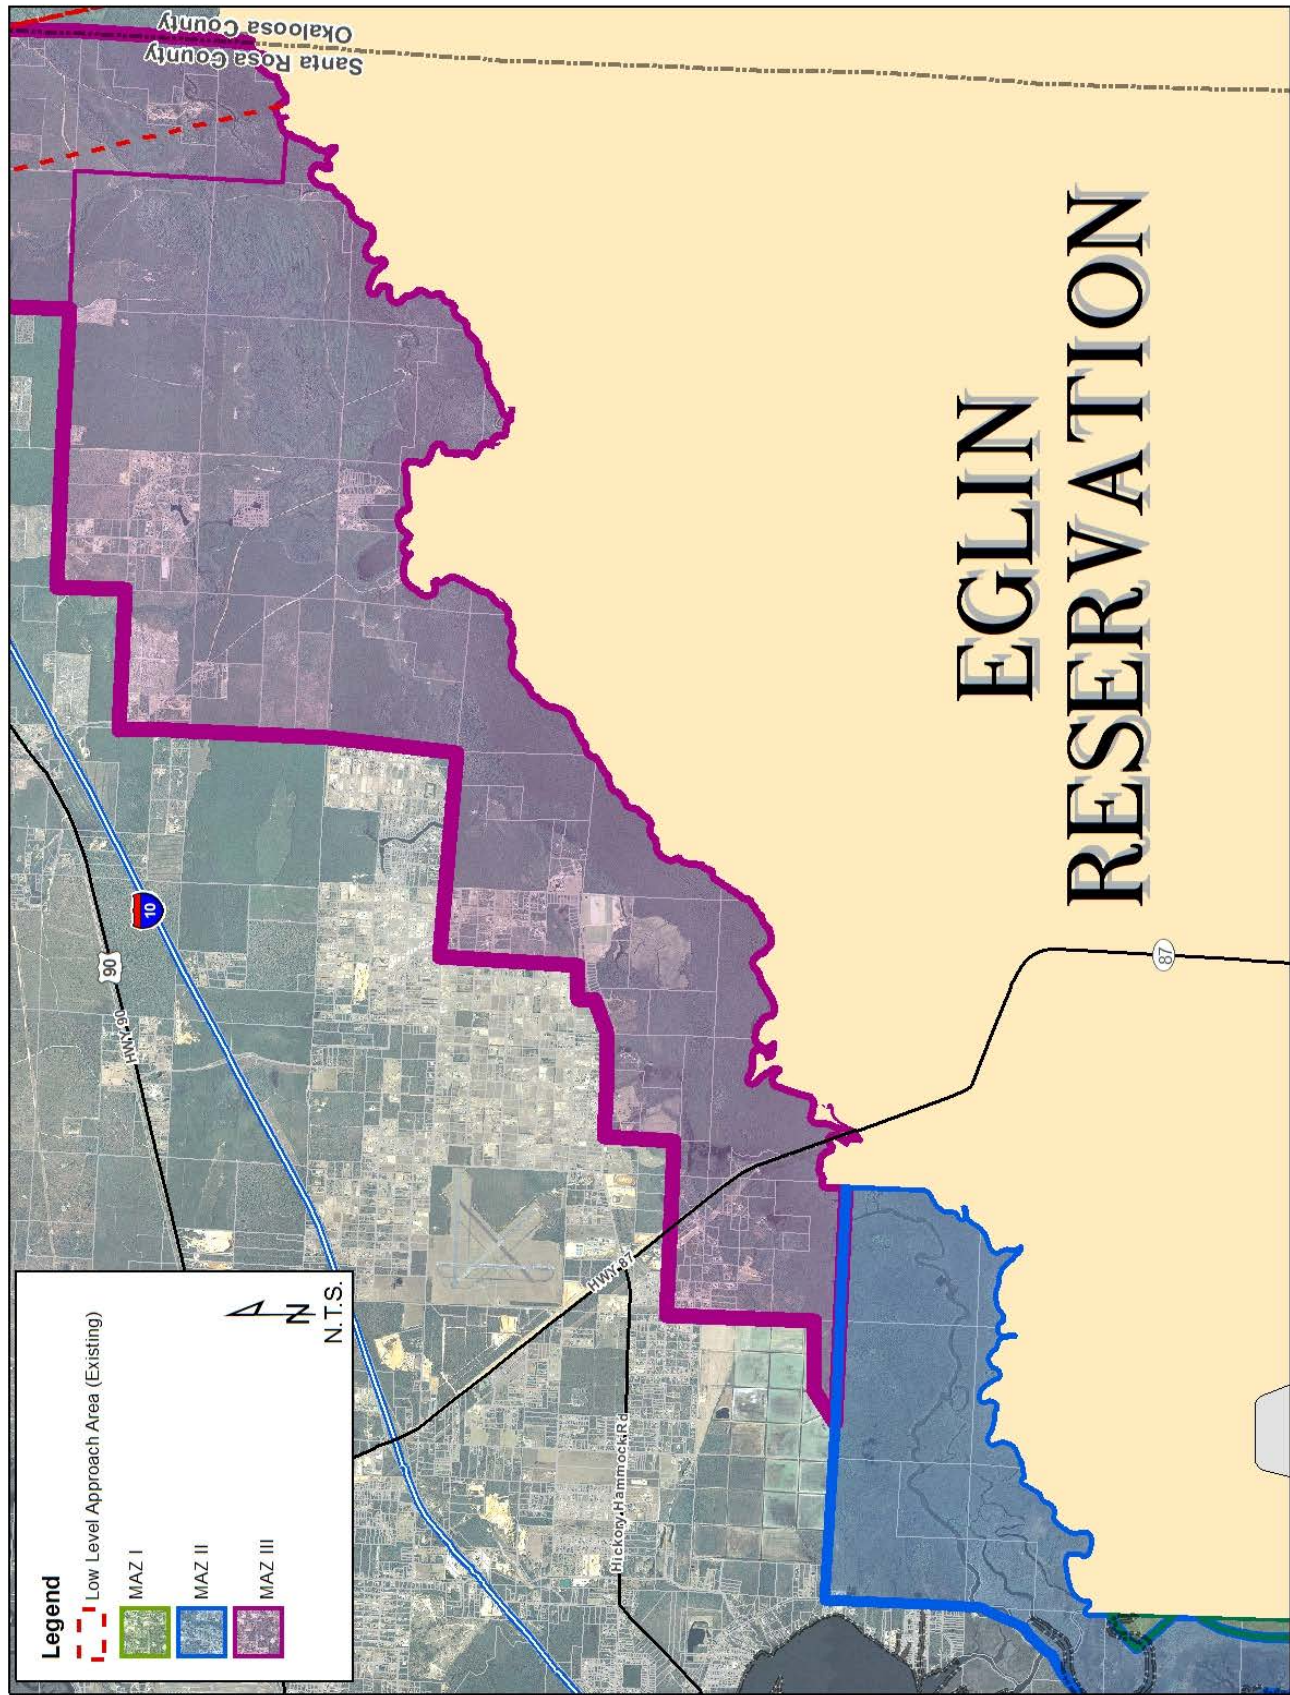 Legend
Low Level Approach Area (Existing)
MAZ I
MAZ II
MAZ III
N
N.T.S.
90
HWY 90
10
HWY 87
Hickory Hammock Rd
87
EGLIN
RESERVATION
Santa Rosa County
Okaloosa County